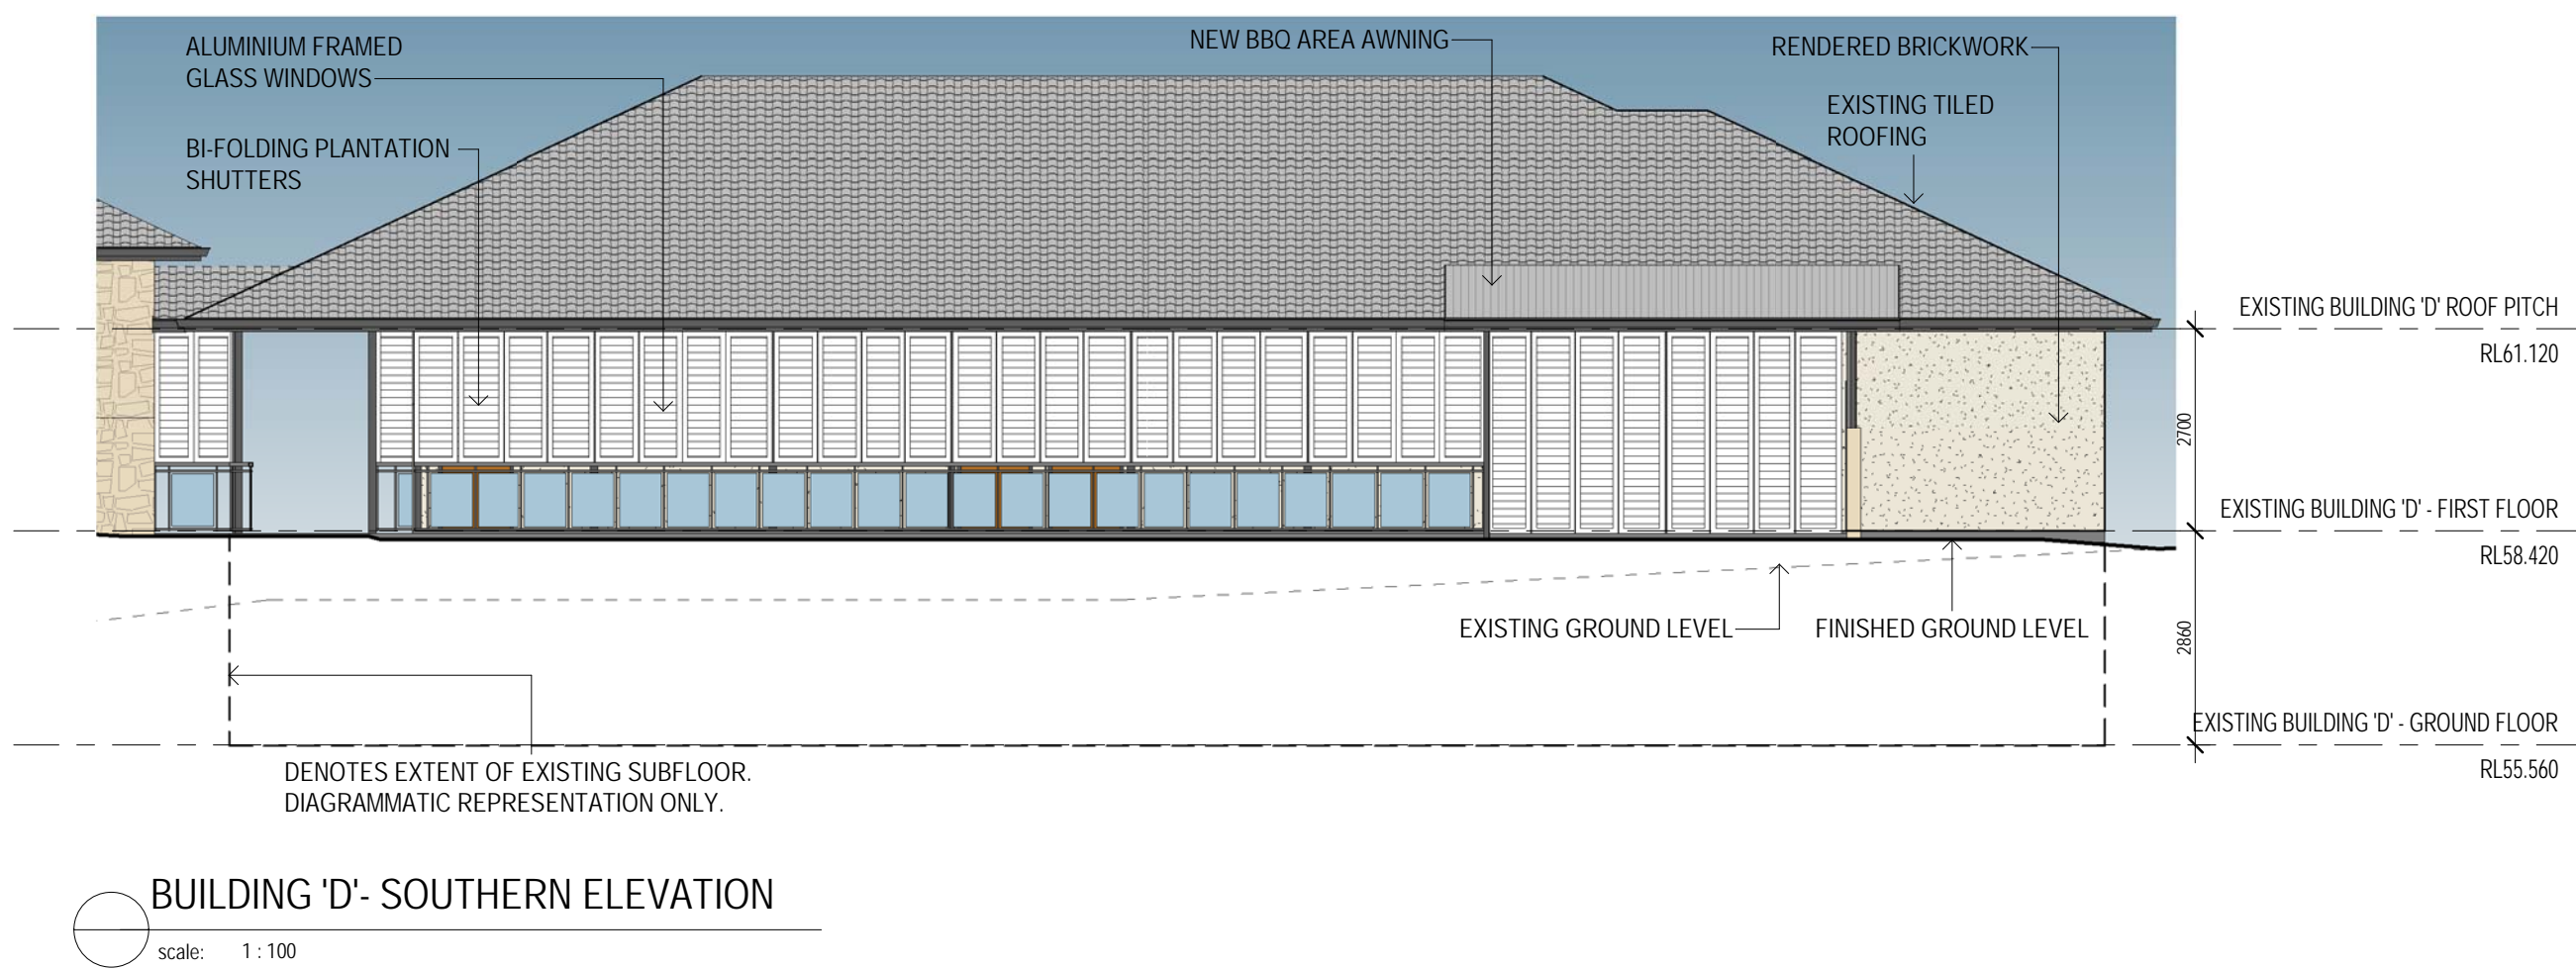 ALUMINIUM FRAMED
GLASS WINDOWS
NEW BBQ AREA AWNING
RENDERED BRICKWORK
EXISTING TILED
ROOFING
BI-FOLDING PLANTATION
SHUTTERS
EXISTING BUILDING 'D' ROOF PITCH
RL61.120
2700
EXISTING BUILDING 'D' - FIRST FLOOR
RL58.420
EXISTING GROUND LEVEL
FINISHED GROUND LEVEL
2860
EXISTING BUILDING 'D' - GROUND FLOOR
RL55.560
DENOTES EXTENT OF EXISTING SUBFLOOR.
DIAGRAMMATIC REPRESENTATION ONLY.
BUILDING 'D'- SOUTHERN ELEVATION
scale: 1 : 100